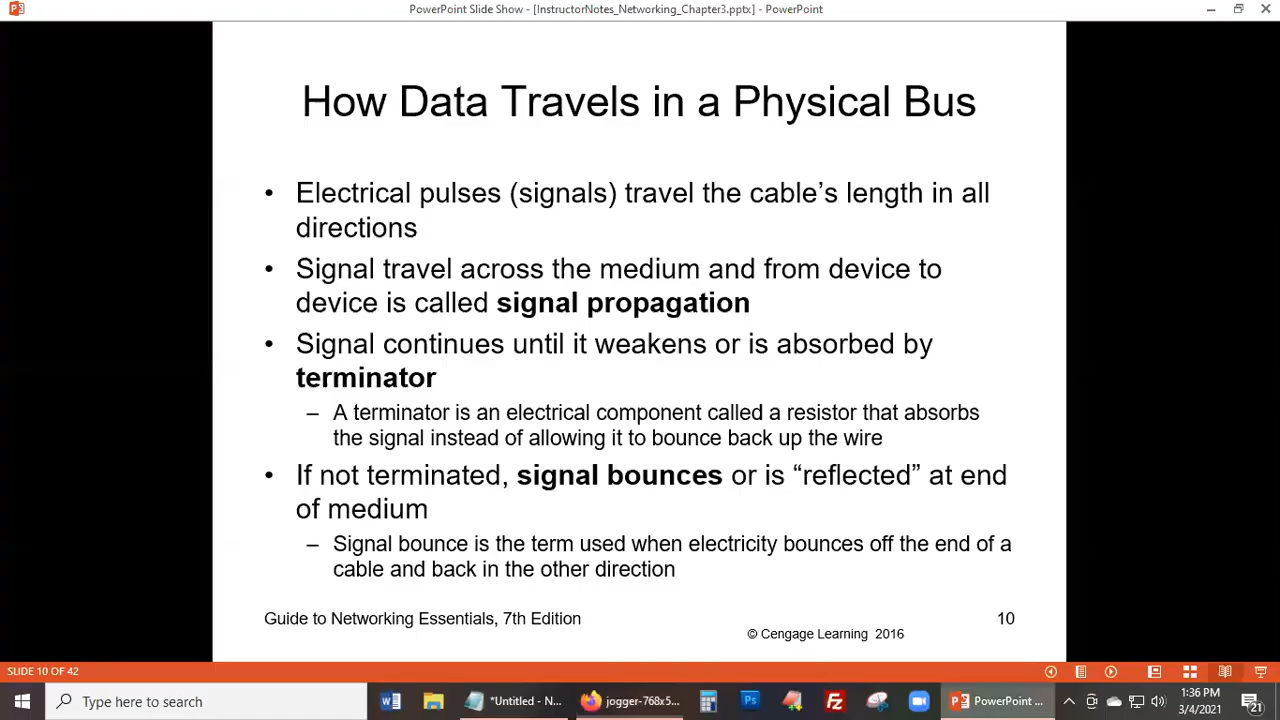 PowerPoint Slide Show - [InstructorNotes_Networking_Chapter3.pptx] - PowerPoint
How Data Travels in a Physical Bus
• Electrical pulses (signals) travel the cable’s length in all
directions
• Signal travel across the medium and from device to
device is called signal propagation
• Signal continues until it weakens or is absorbed by
terminator
– A terminator is an electrical component called a resistor that absorbs
the signal instead of allowing it to bounce back up the wire
• If not terminated, signal bounces or is “reflected” at end
of medium
– Signal bounce is the term used when electricity bounces off the end of a
cable and back in the other direction
Guide to Networking Essentials, 7th Edition
10
© Cengage Learning 2016
SLIDE 10 OF 42
Type here to search
*Untitled - N...
jogger-768x5...
PowerPoint ...
1:36 PM
3/4/2021
21